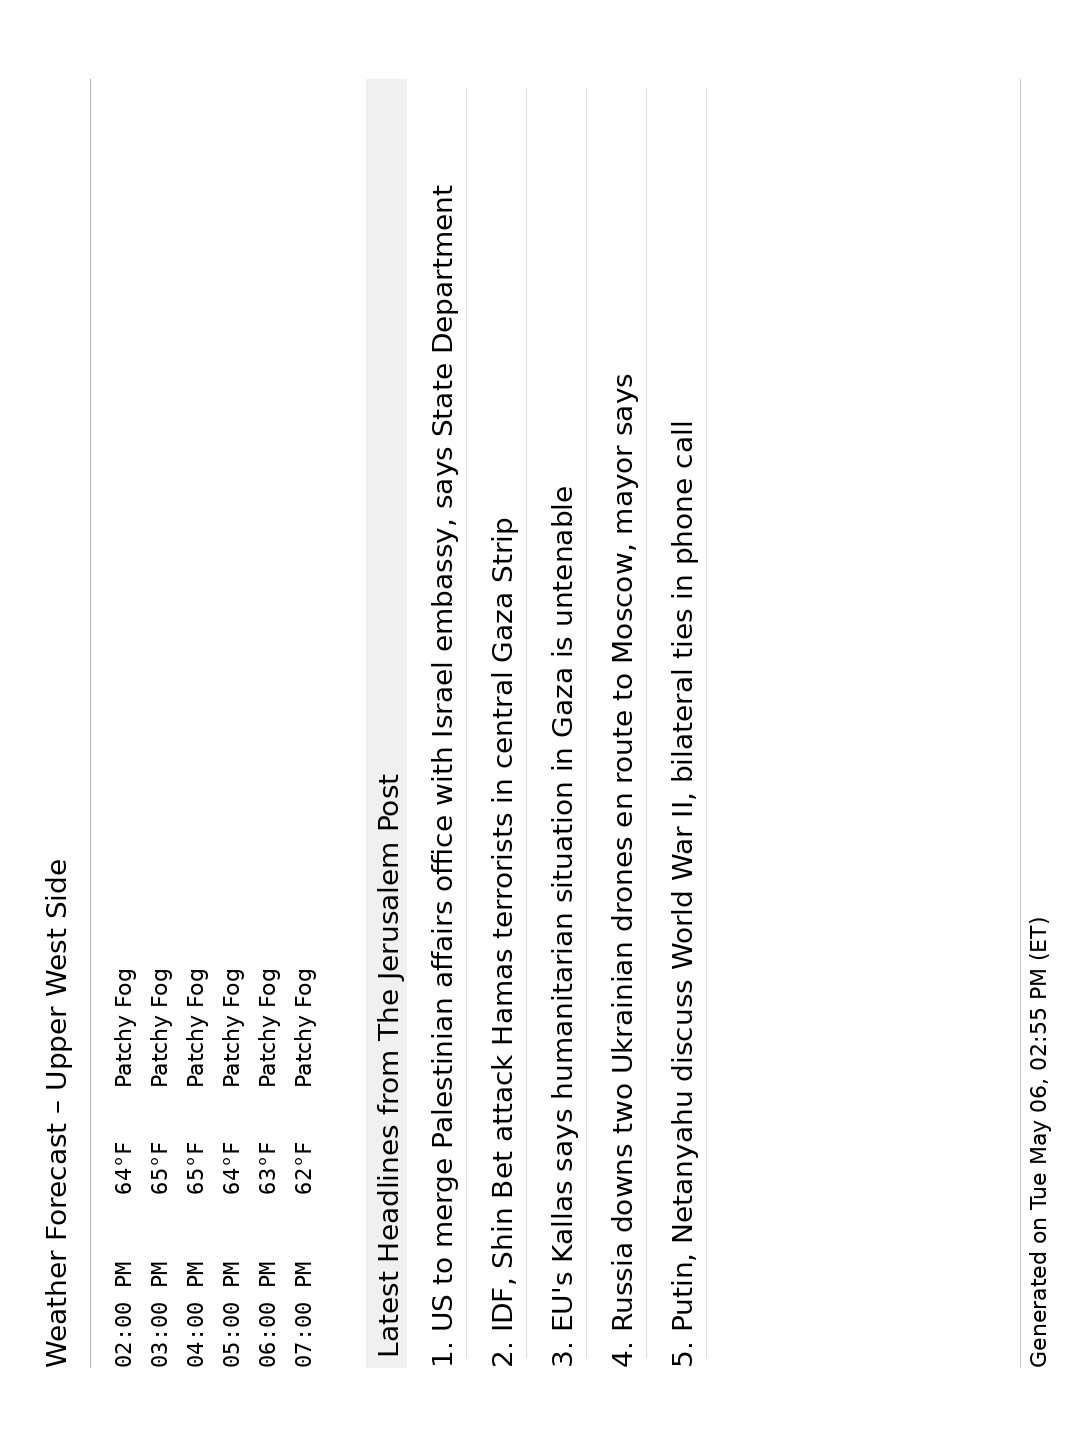 Weather Forecast – Upper West Side
02:00 PM 64°F Patchy Fog
03:00 PM 65°F Patchy Fog
04:00 PM 65°F Patchy Fog
05:00 PM 64°F Patchy Fog
06:00 PM 63°F Patchy Fog
07:00 PM 62°F Patchy Fog
Latest Headlines from The Jerusalem Post
1. US to merge Palestinian affairs office with Israel embassy, says State Department
2. IDF, Shin Bet attack Hamas terrorists in central Gaza Strip
3. EU's Kallas says humanitarian situation in Gaza is untenable
4. Russia downs two Ukrainian drones en route to Moscow, mayor says
5. Putin, Netanyahu discuss World War II, bilateral ties in phone call
Generated on Tue May 06, 02:55 PM (ET)